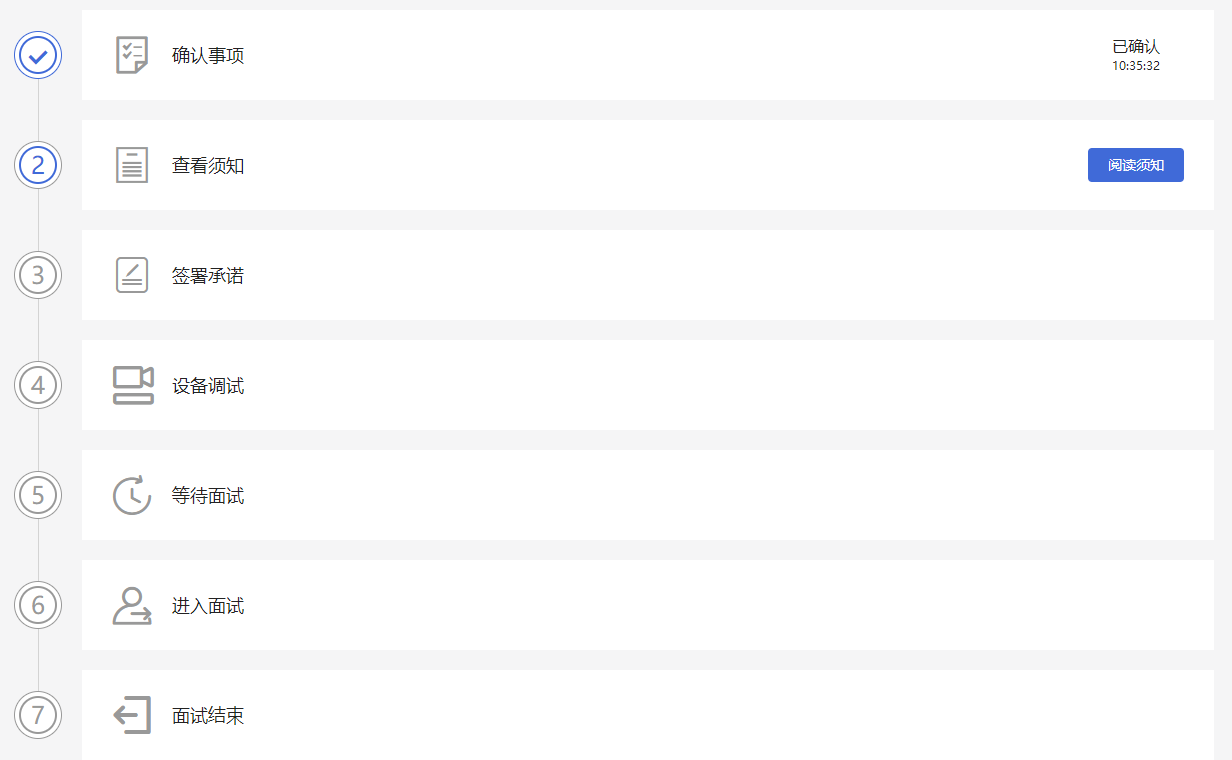 确认事项
已确认
10:35:32
2
查看须知
阅读须知
3
签署承诺
4
设备调试
5
等待面试
6
进入面试
7
面试结束